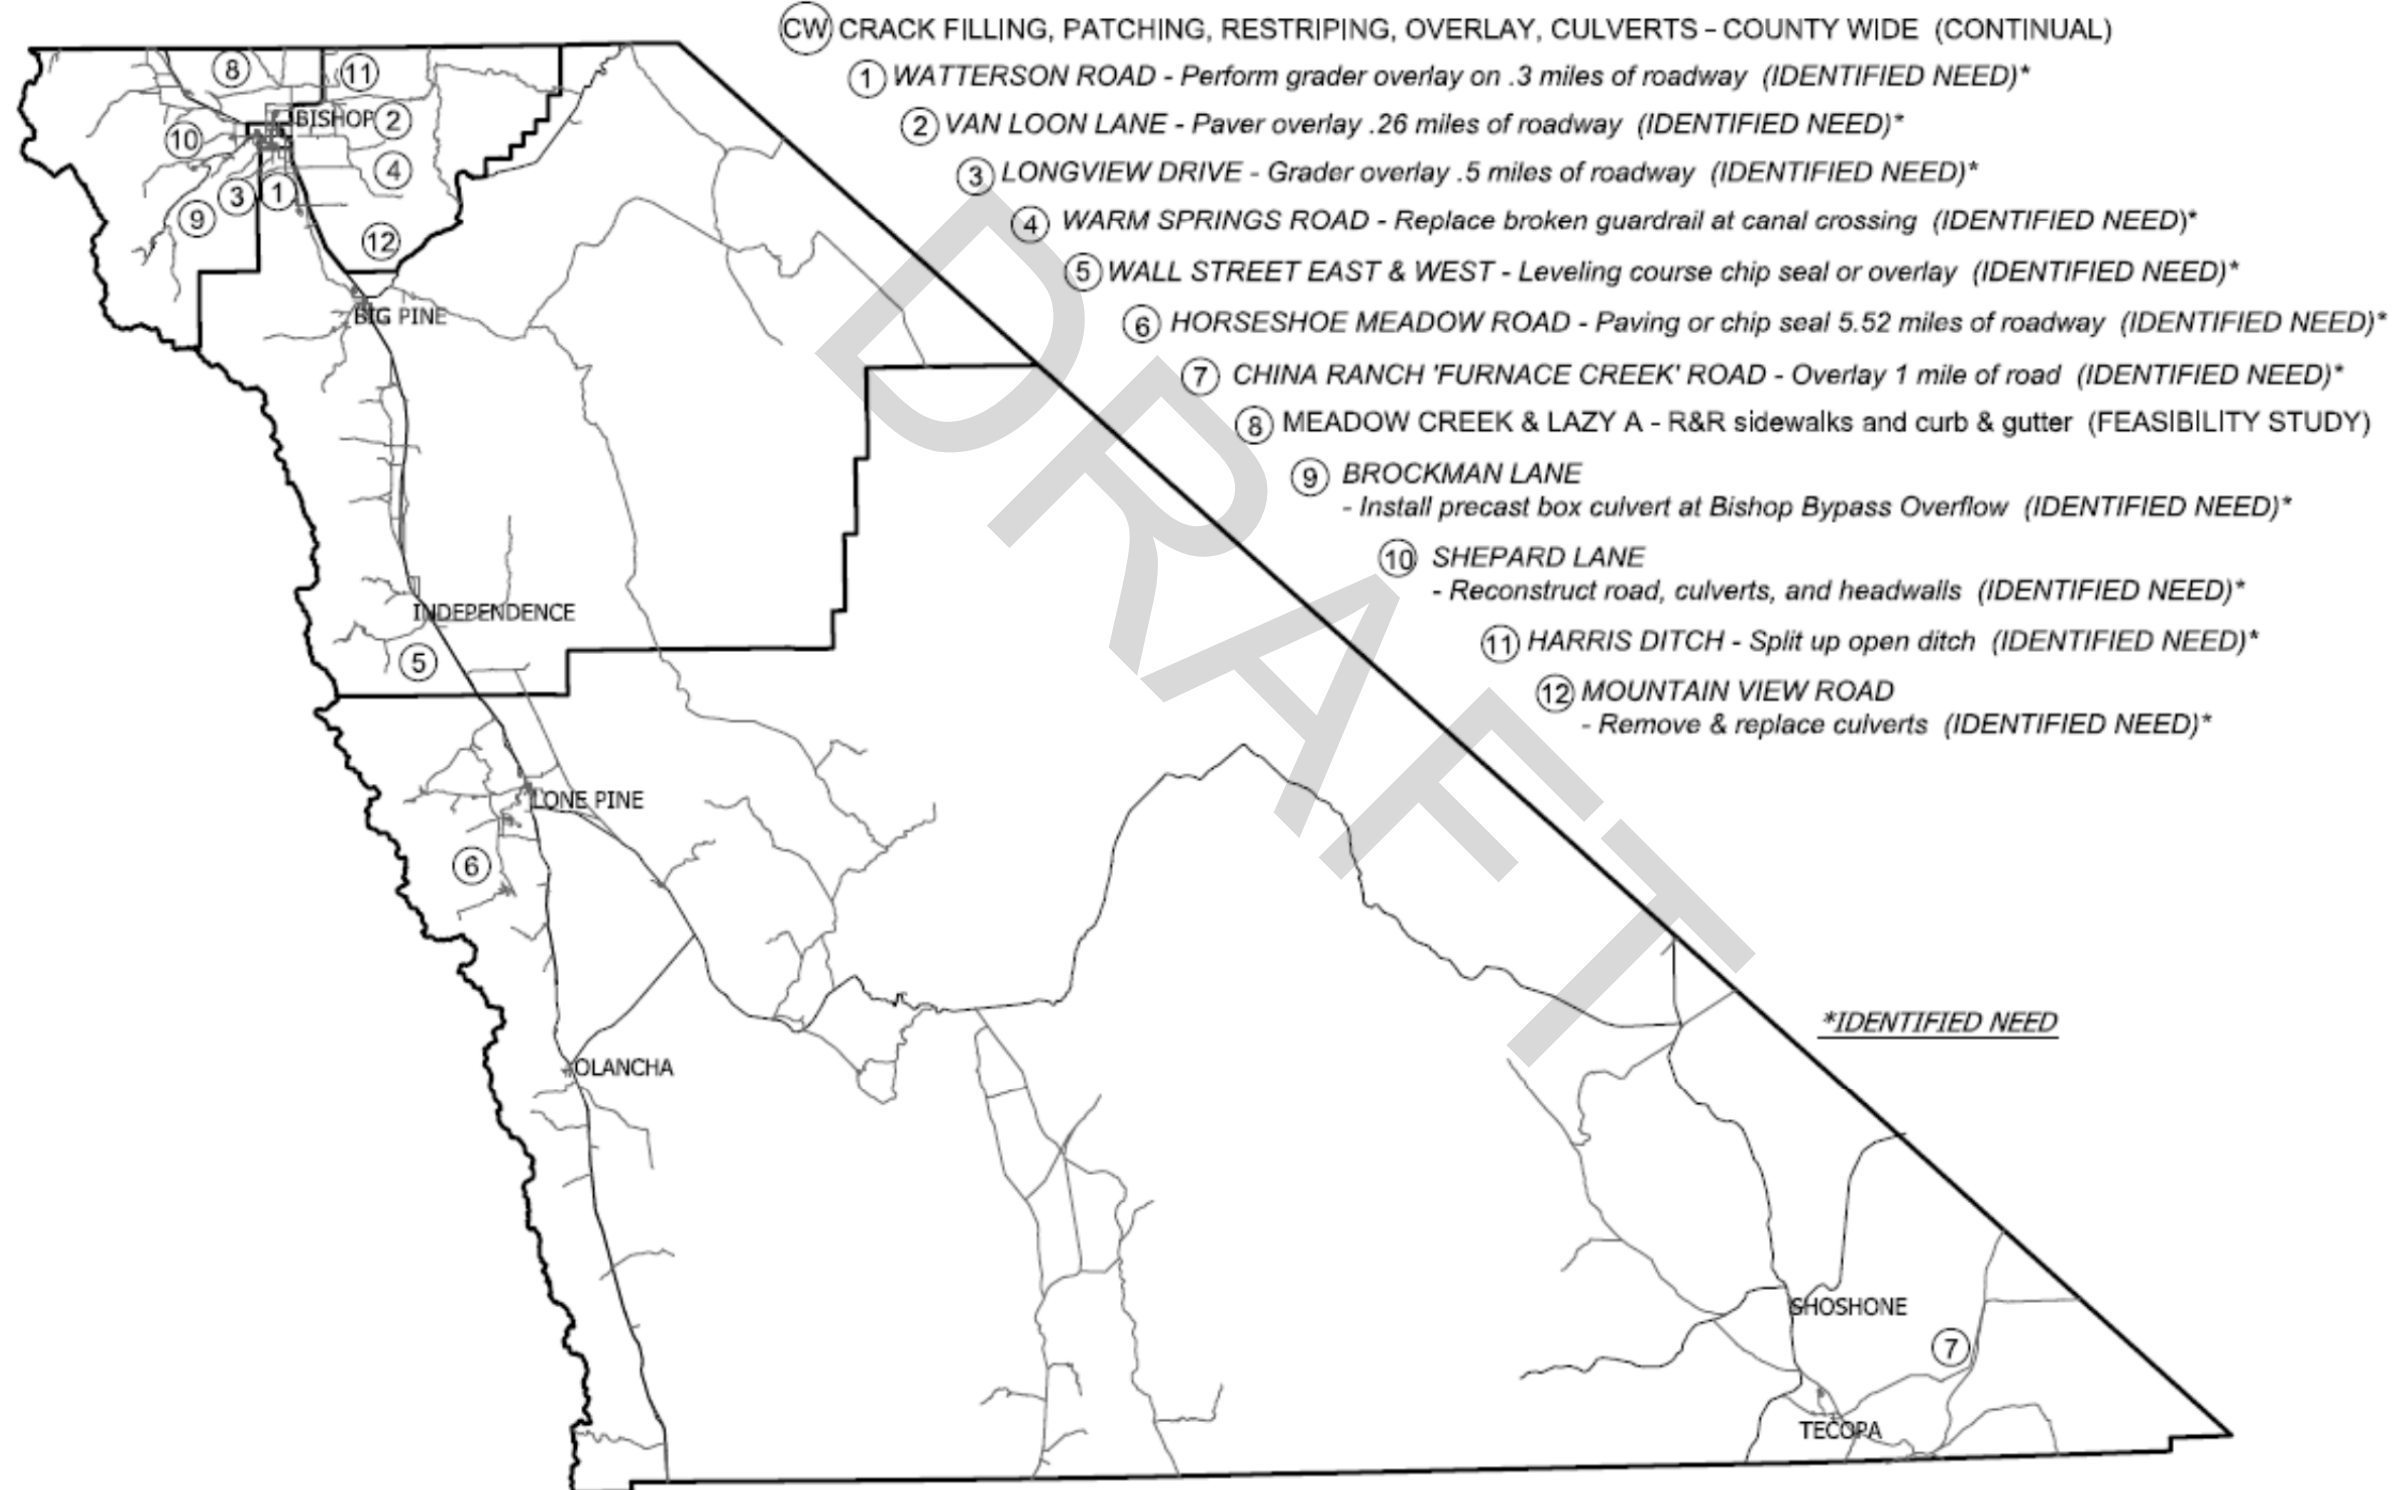 CW CRACK FILLING, PATCHING, RESTRIPING, OVERLAY, CULVERTS - COUNTY WIDE (CONTINUAL)
1 WATTERSON ROAD - Perform grader overlay on .3 miles of roadway (IDENTIFIED NEED)*
2 VAN LOON LANE - Paver overlay .26 miles of roadway (IDENTIFIED NEED)*
3 LONGVIEW DRIVE - Grader overlay .5 miles of roadway (IDENTIFIED NEED)*
4 WARM SPRINGS ROAD - Replace broken guardrail at canal crossing (IDENTIFIED NEED)*
5 WALL STREET EAST & WEST - Leveling course chip seal or overlay (IDENTIFIED NEED)*
6 HORSESHOE MEADOW ROAD - Paving or chip seal 5.52 miles of roadway (IDENTIFIED NEED)*
7 CHINA RANCH 'FURNACE CREEK' ROAD - Overlay 1 mile of road (IDENTIFIED NEED)*
8 MEADOW CREEK & LAZY A - R&R sidewalks and curb & gutter (FEASIBILITY STUDY)
9 BROCKMAN LANE
- Install precast box culvert at Bishop Bypass Overflow (IDENTIFIED NEED)*
10 SHEPARD LANE
- Reconstruct road, culverts, and headwalls (IDENTIFIED NEED)*
11 HARRIS DITCH - Split up open ditch (IDENTIFIED NEED)*
12 MOUNTAIN VIEW ROAD
- Remove & replace culverts (IDENTIFIED NEED)*
*IDENTIFIED NEED
DRAFT
8
11
BISHOP
2
10
4
3
1
9
12
BIG PINE
INDEPENDENCE
5
LONE PINE
6
OLANCHA
SHOSHONE
7
TECOPA